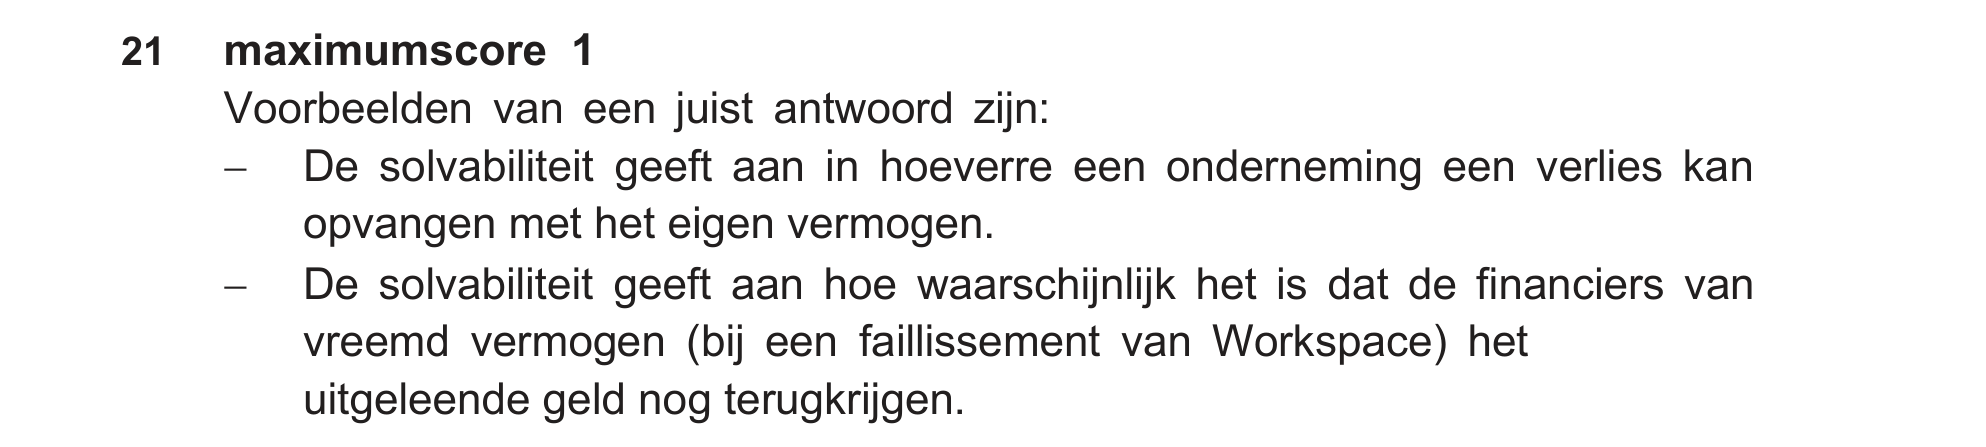 21 maximumscore 1
Voorbeelden van een juist antwoord zijn:
− De solvabiliteit geeft aan in hoeverre een onderneming een verlies kan
opvangen met het eigen vermogen.
− De solvabiliteit geeft aan hoe waarschijnlijk het is dat de financiers van
vreemd vermogen (bij een faillissement van Workspace) het
uitgeleende geld nog terugkrijgen.